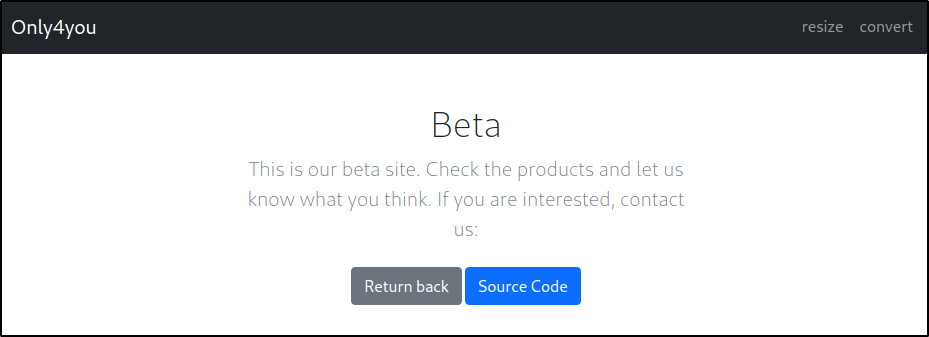 Only4you resize convert
Beta
This is our beta site. Check the products and let us
know what you think. If you are interested, contact
us:
Return back Source Code